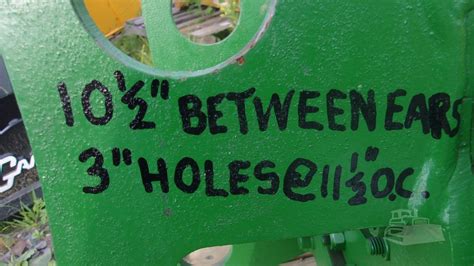 10½" BETWEEN EARS
3" HOLES @ 11½" O.C.